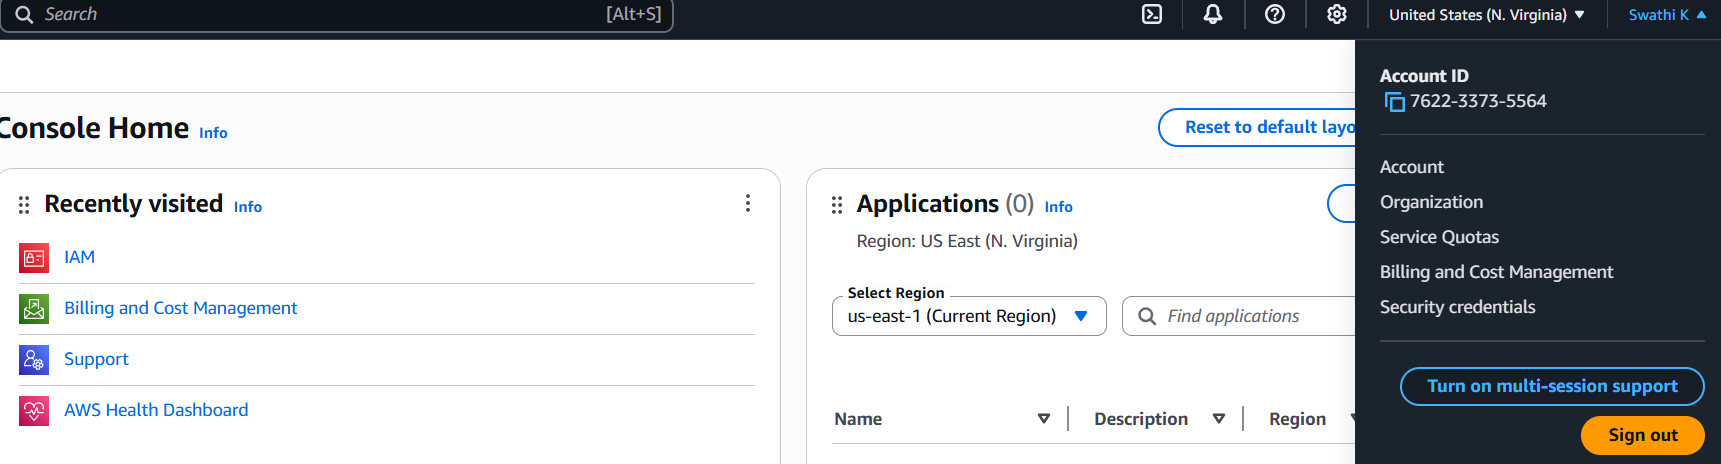 Search [Alt+S] United States (N. Virginia) Swathi K
Account ID
7622-3373-5564
Account
Organization
Service Quotas
Billing and Cost Management
Security credentials
Turn on multi-session support
Sign out
Console Home Info
Reset to default layo
Recently visited Info
IAM
Billing and Cost Management
Support
AWS Health Dashboard
Applications (0) Info
Region: US East (N. Virginia)
Select Region
us-east-1 (Current Region) Find applications
Name Description Region